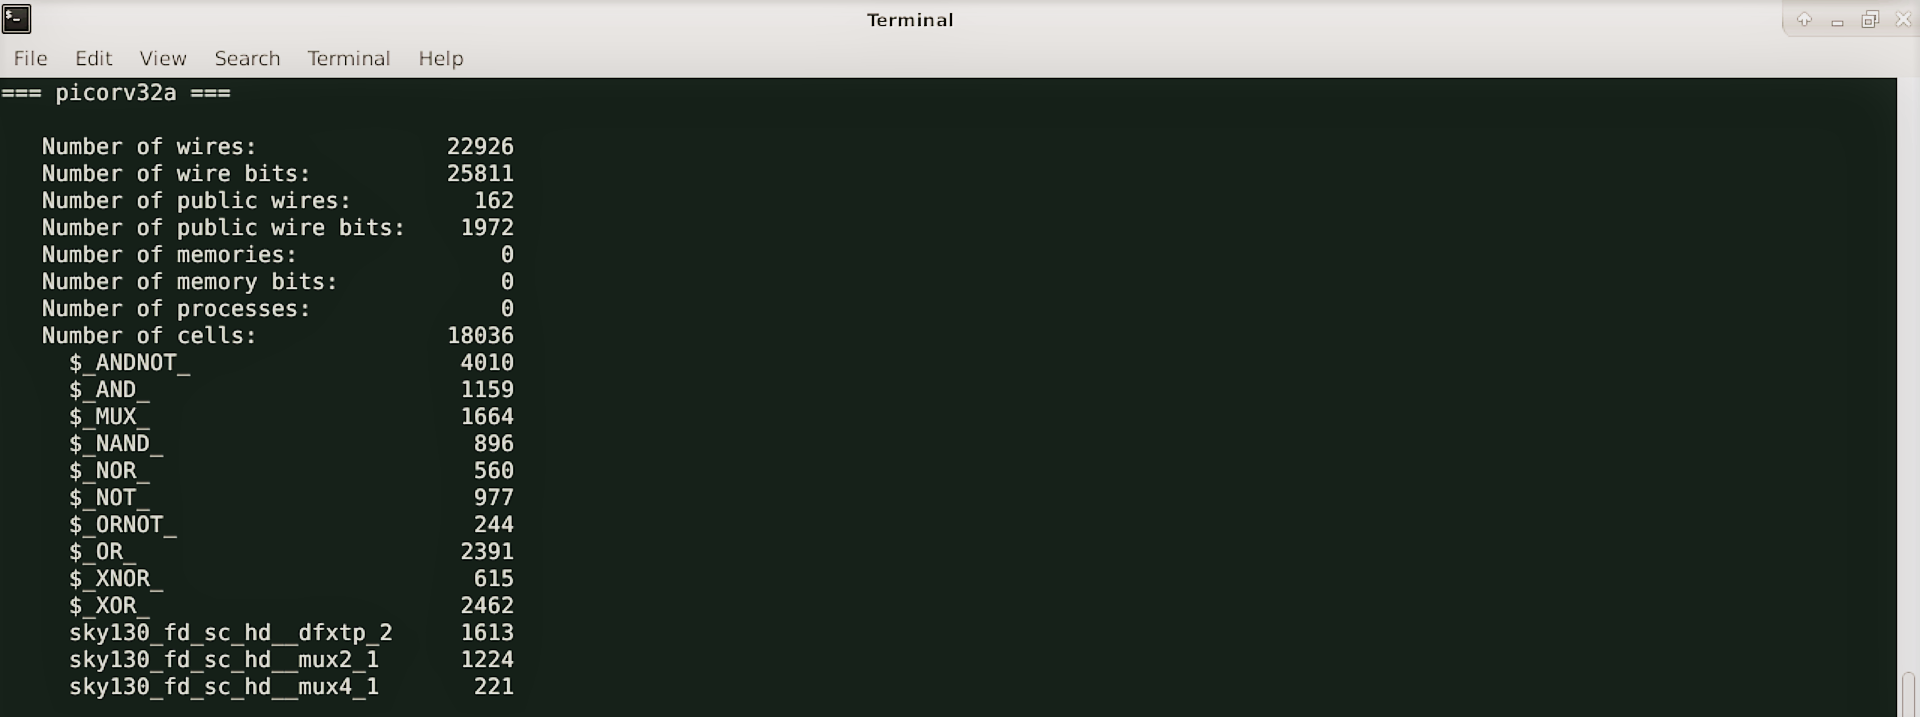 Terminal
File Edit View Search Terminal Help
=== picorv32a ===
Number of wires: 22926
Number of wire bits: 25811
Number of public wires: 162
Number of public wire bits: 1972
Number of memories: 0
Number of memory bits: 0
Number of processes: 0
Number of cells: 18036
$_ANDNOT_ 4010
$_AND_ 1159
$_MUX_ 1664
$_NAND_ 896
$_NOR_ 560
$_NOT_ 977
$_ORNOT_ 244
$_OR_ 2391
$_XNOR_ 615
$_XOR_ 2462
sky130_fd_sc_hd__dfxtp_2 1613
sky130_fd_sc_hd__mux2_1 1224
sky130_fd_sc_hd__mux4_1 221